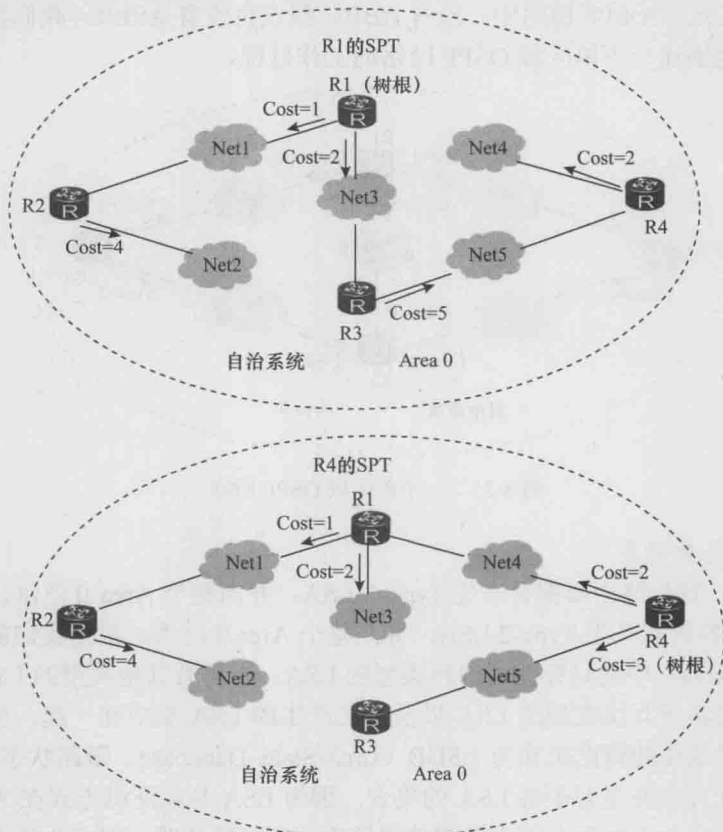 R1的SPT
R1（树根）
Cost=1
Net1
Cost=2
Net4
Cost=2
Net3
R2
R4
Cost=4
Net2
Net5
R3
Cost=5
自治系统 Area 0
R4的SPT
R1
Cost=1
Net1
Net4
Cost=2
Cost=2
Net3
R2
R4
Cost=4
Cost=3（树根）
Net2
Net5
R3
自治系统 Area 0